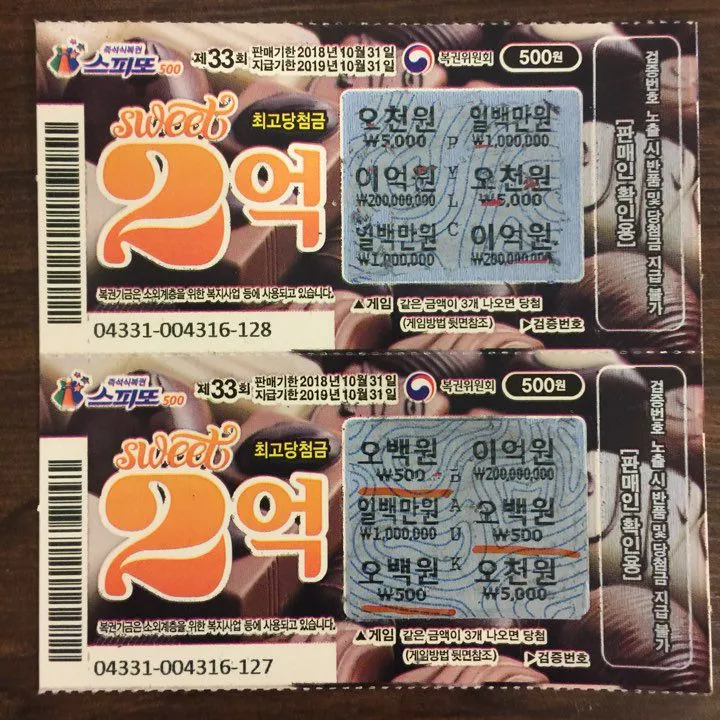 즉석식복권
스피또500
제33회
판매기한 2018년10월31일
지급기한 2019년10월31일
복권위원회
500원
sweet
최고당첨금
2억
오천원
₩5,000
일백만원
₩1,000,000
이억원
₩200,000,000
오천원
₩5,000
일백만원
₩1,000,000
이억원
₩200,000,000
P Y L C
복권기금은 소외계층을 위한 복지사업 등에 사용되고 있습니다.
▲게임 같은 금액이 3개 나오면 당첨
(게임방법 뒷면참조)
▷검증번호
04331-004316-128
검증번호 노출 시 반품 및 당첨금 지급 불가
[판매인 확인용]
즉석식복권
스피또500
제33회
판매기한 2018년10월31일
지급기한 2019년10월31일
복권위원회
500원
sweet
최고당첨금
2억
오백원
₩500
이억원
₩200,000,000
일백만원
₩1,000,000
오백원
₩500
오백원
₩500
오천원
₩5,000
B A U K
복권기금은 소외계층을 위한 복지사업 등에 사용되고 있습니다.
▲게임 같은 금액이 3개 나오면 당첨
(게임방법 뒷면참조)
▷검증번호
04331-004316-127
검증번호 노출 시 반품 및 당첨금 지급 불가
[판매인 확인용]